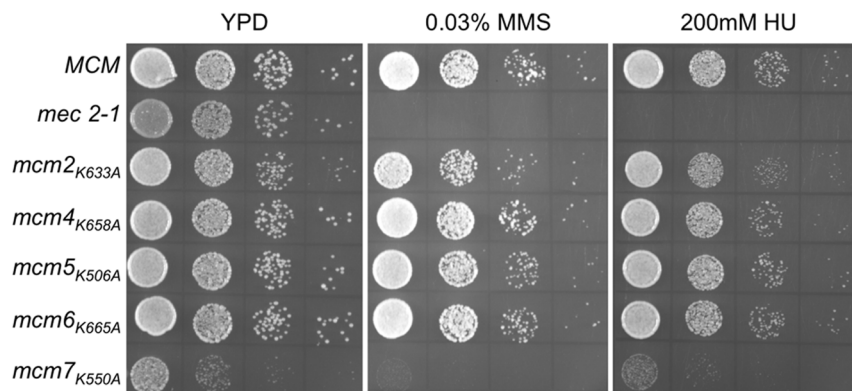 YPD 0.03% MMS 200mM HU
MCM
mec 2-1
mcm2K633A
mcm4K658A
mcm5K506A
mcm6K665A
mcm7K550A